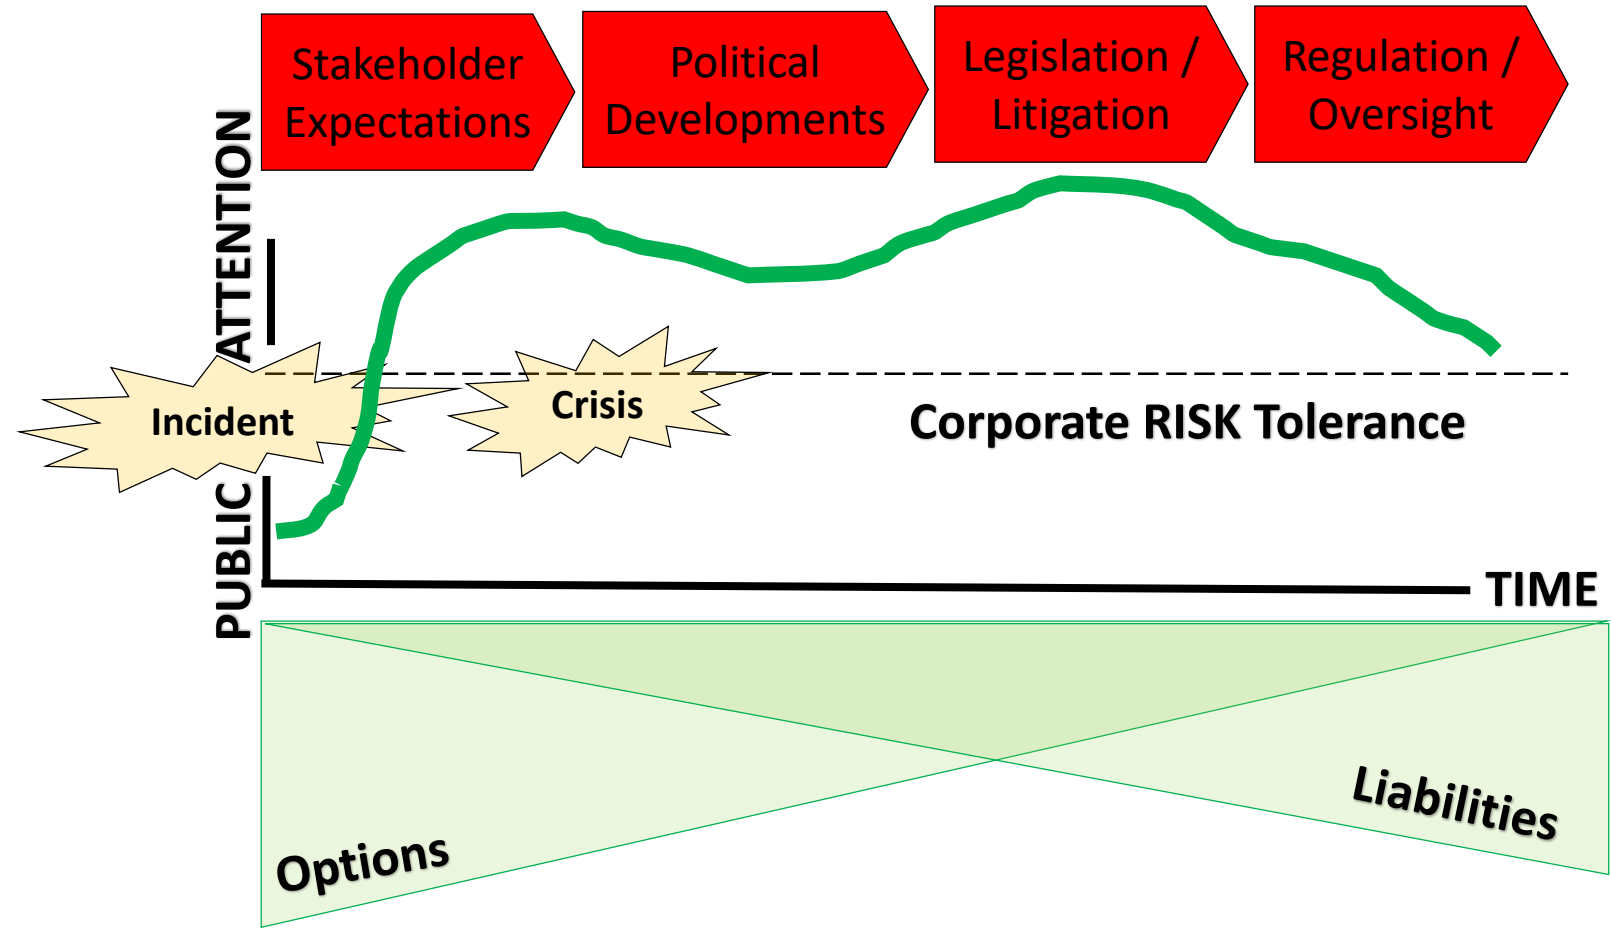 Stakeholder
Expectations
Political
Developments
Legislation /
Litigation
Regulation /
Oversight
PUBLIC ATTENTION
Incident
Crisis
Corporate RISK Tolerance
TIME
Options
Liabilities